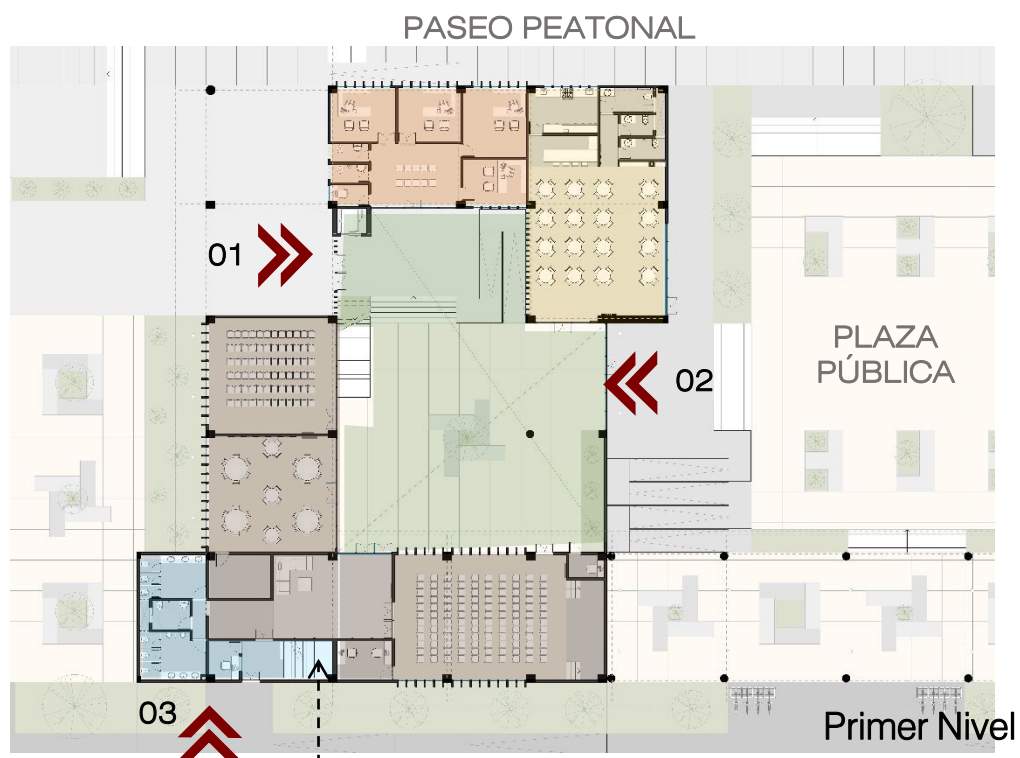 PASEO PEATONAL
01
02
PLAZA
PÚBLICA
03
Primer Nivel